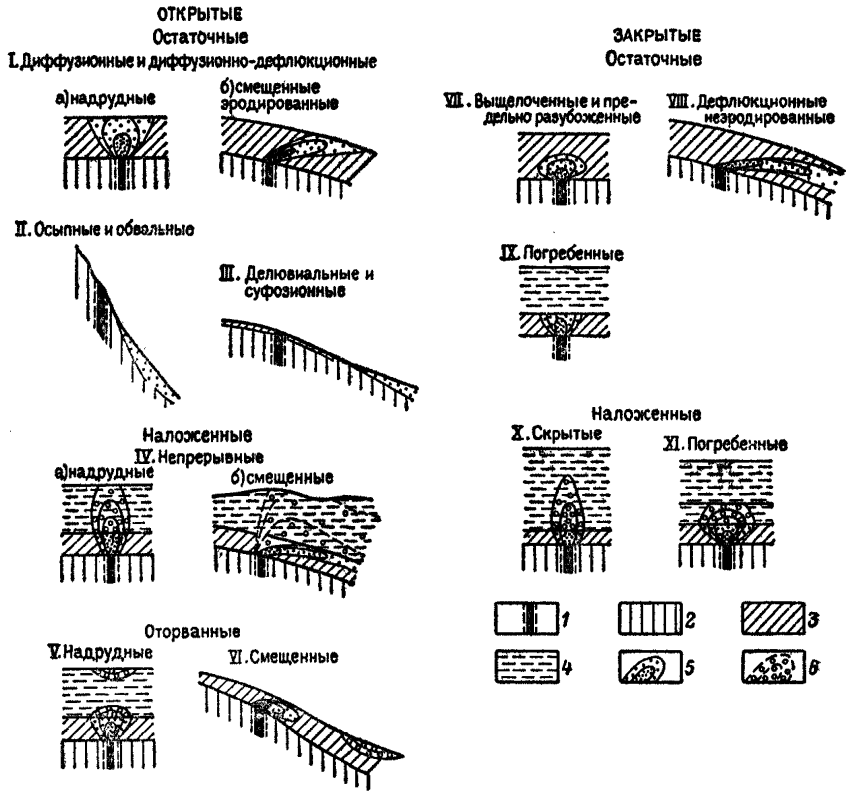 ОТКРЫТЫЕ
Остаточные
I. Диффузионные и диффузионно-дефлюкционные
а) надрудные
б) смещенные
эродированные
II. Осыпные и обвальные
III. Делювиальные и
суфозионные
Наложенные
IV. Непрерывные
а) надрудные
б) смещенные
Оторванные
V. Надрудные
VI. Смещенные
ЗАКРЫТЫЕ
Остаточные
VII. Выщелоченные и пре-
дельно разубоженные
VIII. Дефлюкционные
неэродированные
IX. Погребенные
Наложенные
X. Скрытые
XI. Погребенные
1
2
3
4
5
6